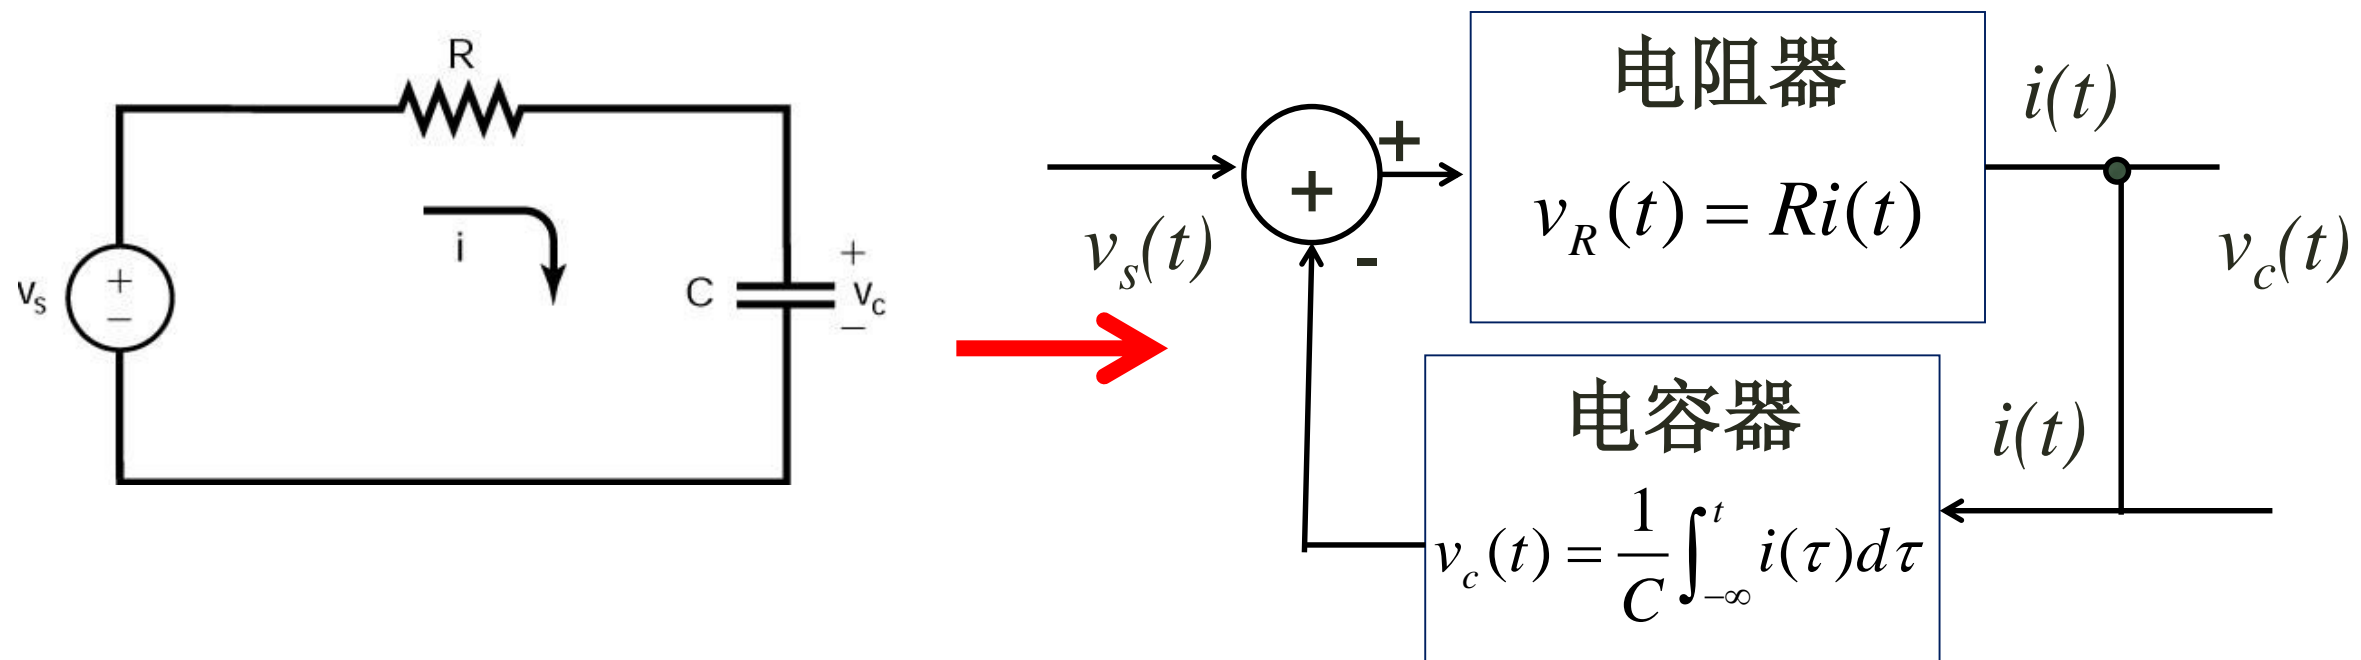 R
i
+
−
vs
C
+
vc
−
vs(t)
+
+
-
电阻器
vR(t) = Ri(t)
i(t)
vc(t)
i(t)
电容器
vc(t) = 1/C ∫_{-∞}^{t} i(τ)dτ